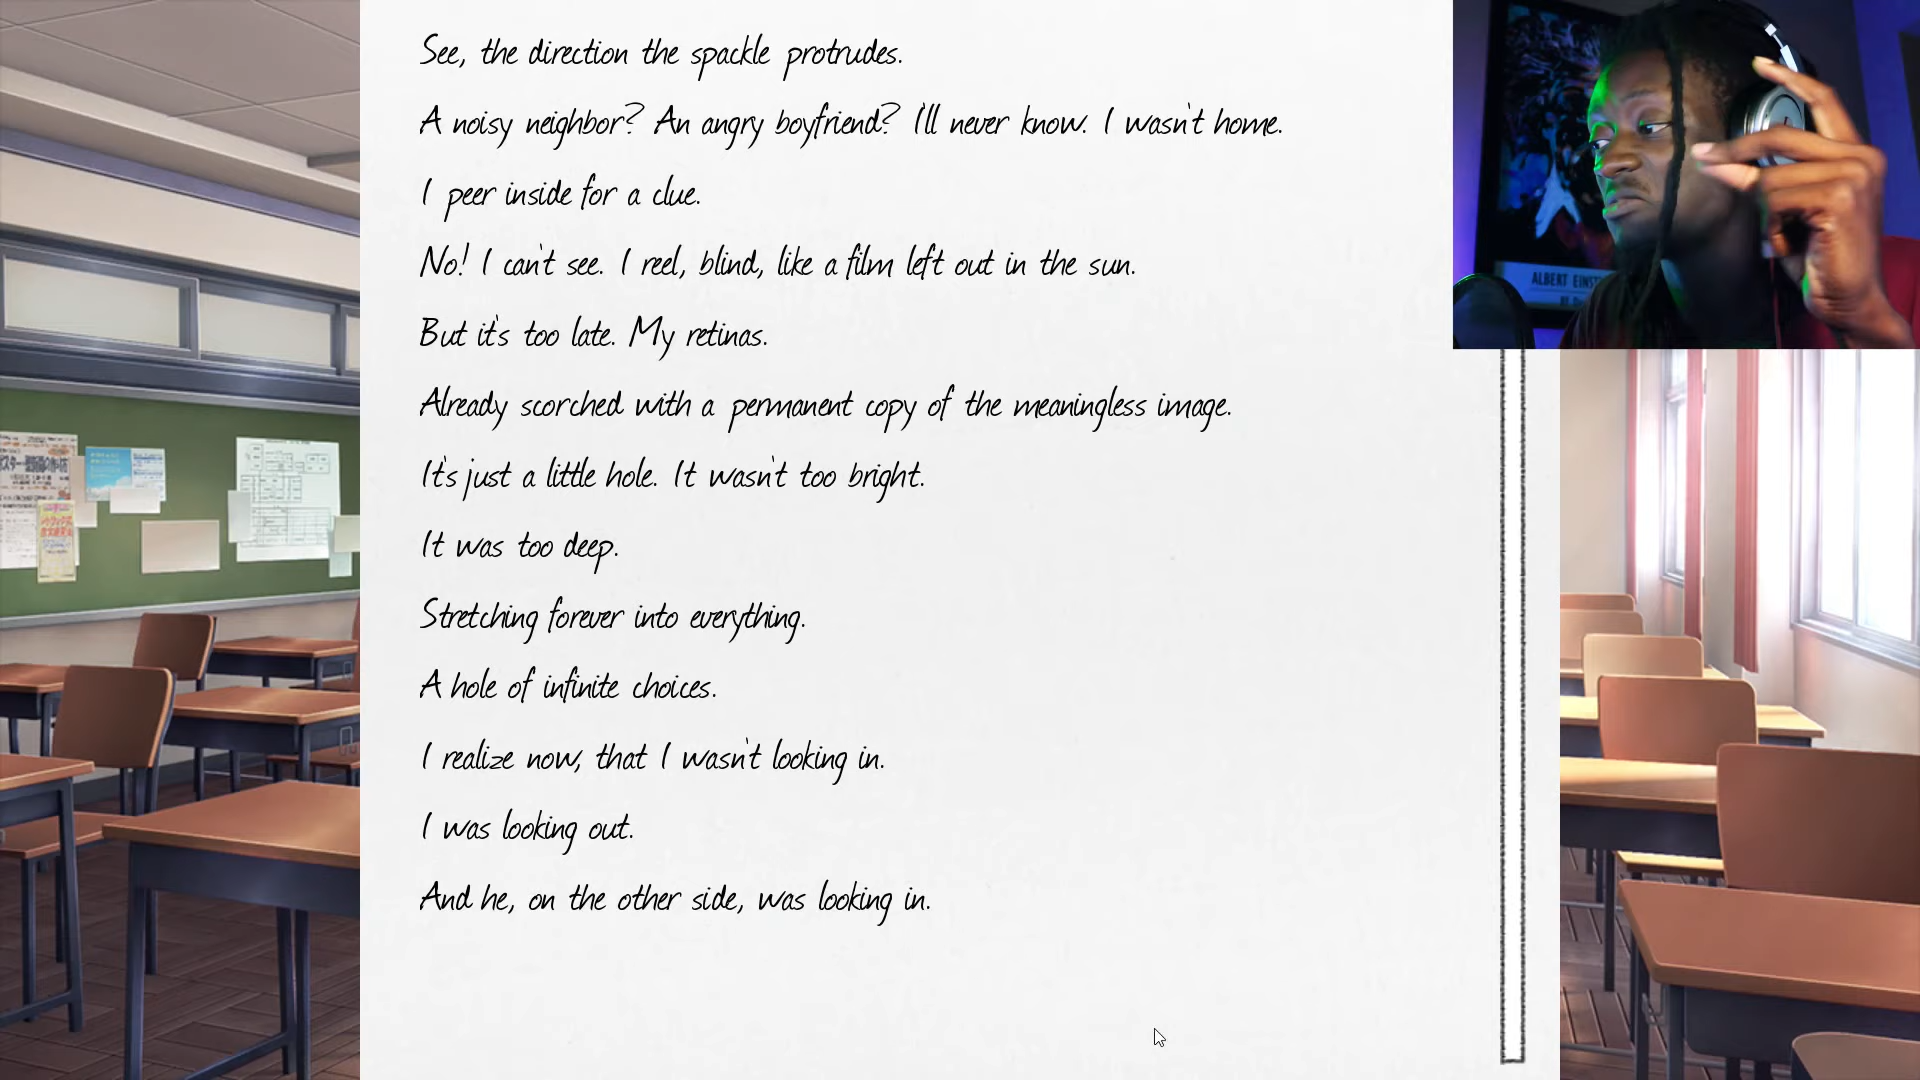 See, the direction the spackle protrudes.
A noisy neighbor? An angry boyfriend? I'll never know. I wasn't home.
I peer inside for a clue.
No! I can't see. I reel, blind, like a film left out in the sun.
But it's too late. My retinas.
Already scorched with a permanent copy of the meaningless image.
It's just a little hole. It wasn't too bright.
It was too deep.
Stretching forever into everything.
A hole of infinite choices.
I realize now, that I wasn't looking in.
I was looking out.
And he, on the other side, was looking in.
ALBERT